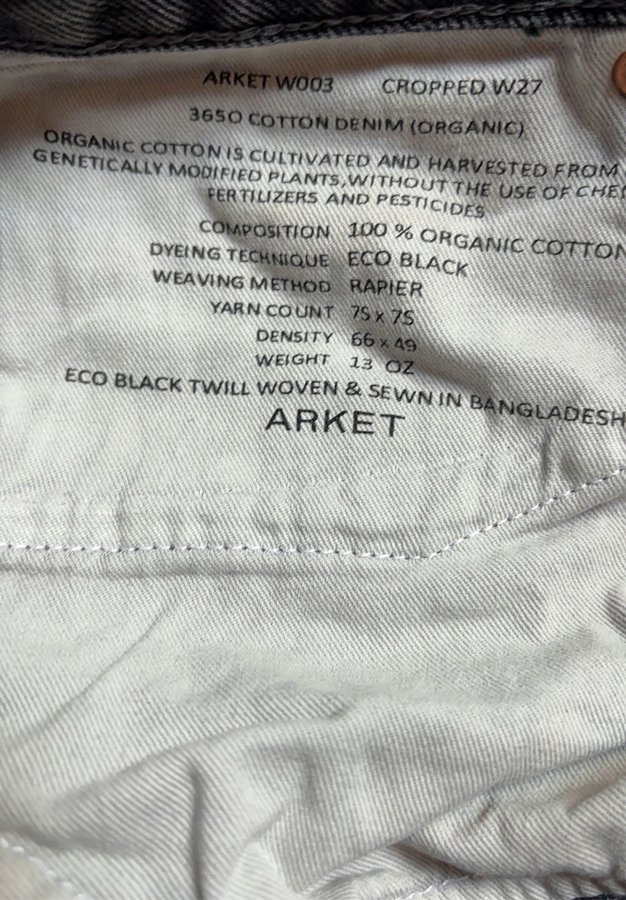 ARKET W003 CROPPED W27
3650 COTTON DENIM (ORGANIC)
ORGANIC COTTON IS CULTIVATED AND HARVESTED FROM
GENETICALLY MODIFIED PLANTS, WITHOUT THE USE OF
FERTILIZERS AND PESTICIDES
COMPOSITION 100 % ORGANIC COTTON
DYEING TECHNIQUE ECO BLACK
WEAVING METHOD RAPIER
YARN COUNT 7S x 7S
DENSITY 66 x 49
WEIGHT 13 OZ
ECO BLACK TWILL WOVEN & SEWN IN BANGLADESH
ARKET